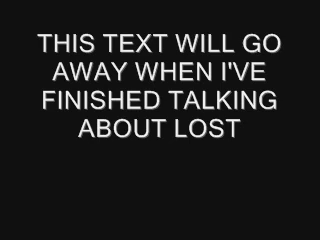 THIS TEXT WILL GO
AWAY WHEN I'VE
FINISHED TALKING
ABOUT LOST